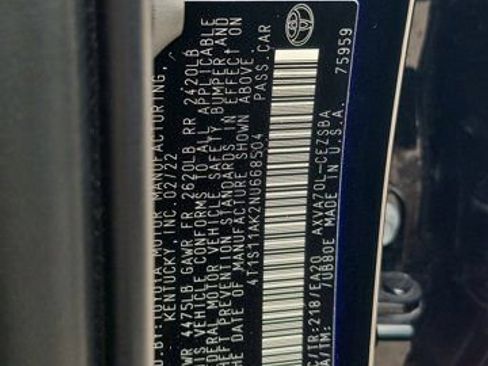 D.BY:TOYOTA MOTOR MANUFACTURING,
KENTUCKY, INC. 02/22
GVWR 4475LB GAWR FR 2620LB RR 2420LB
THIS VEHICLE CONFORMS TO ALL APPLICABLE
FEDERAL MOTOR VEHICLE SAFETY, BUMPER, AND
THEFT PREVENTION STANDARDS IN EFFECT ON
THE DATE OF MANUFACTURE SHOWN ABOVE.
4T1S11AK2NU668504 PASS.CAR
C/TR:218/EA20 AXVA70L-CEZSBA
A/TM: /UB80E MADE IN U.S.A.
75959